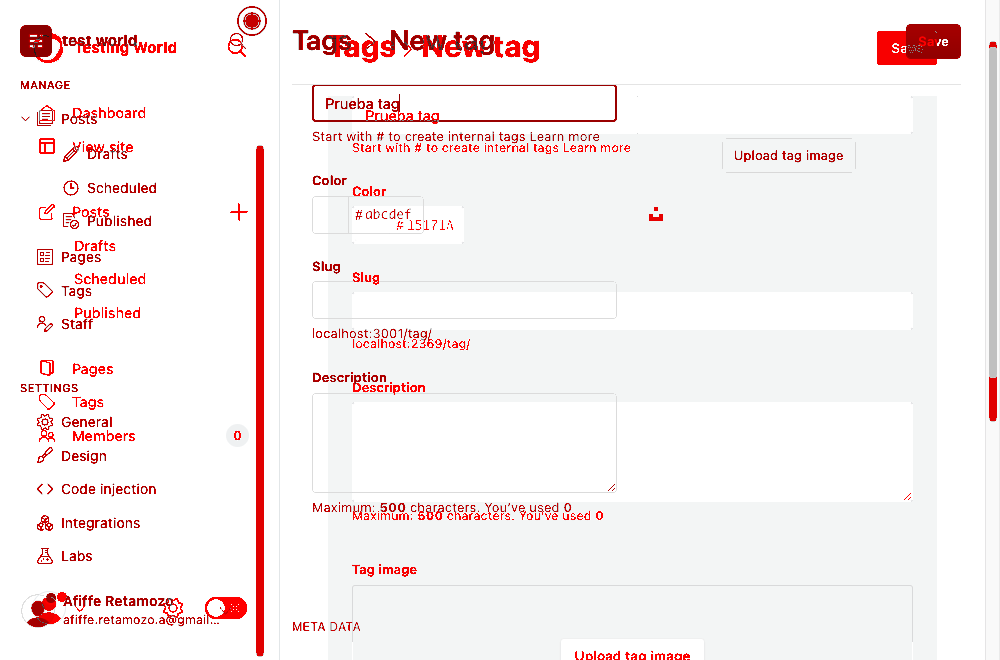 test world
Testing World
Tags > New tag
Tags > New tag
Save
Save
MANAGE
Prueba tag
Prueba tag
Dashboard
Posts
Start with # to create internal tags Learn more
Start with # to create internal tags Learn more
View site
Drafts
Upload tag image
Color
Color
Scheduled
#abcdef
#15171A
Posts
Published
Drafts
Pages
Slug
Slug
Scheduled
Tags
Published
Staff
localhost:3001/tag/
localhost:2369/tag/
Pages
Description
Description
SETTINGS
Tags
General
Members
0
Design
Code injection
Maximum: 500 characters. You've used 0
Maximum: 500 characters. You've used 0
Integrations
Labs
Tag image
Afiffe Retamozo
afiffe.retamozo.a@gmail...
META DATA
Upload tag image